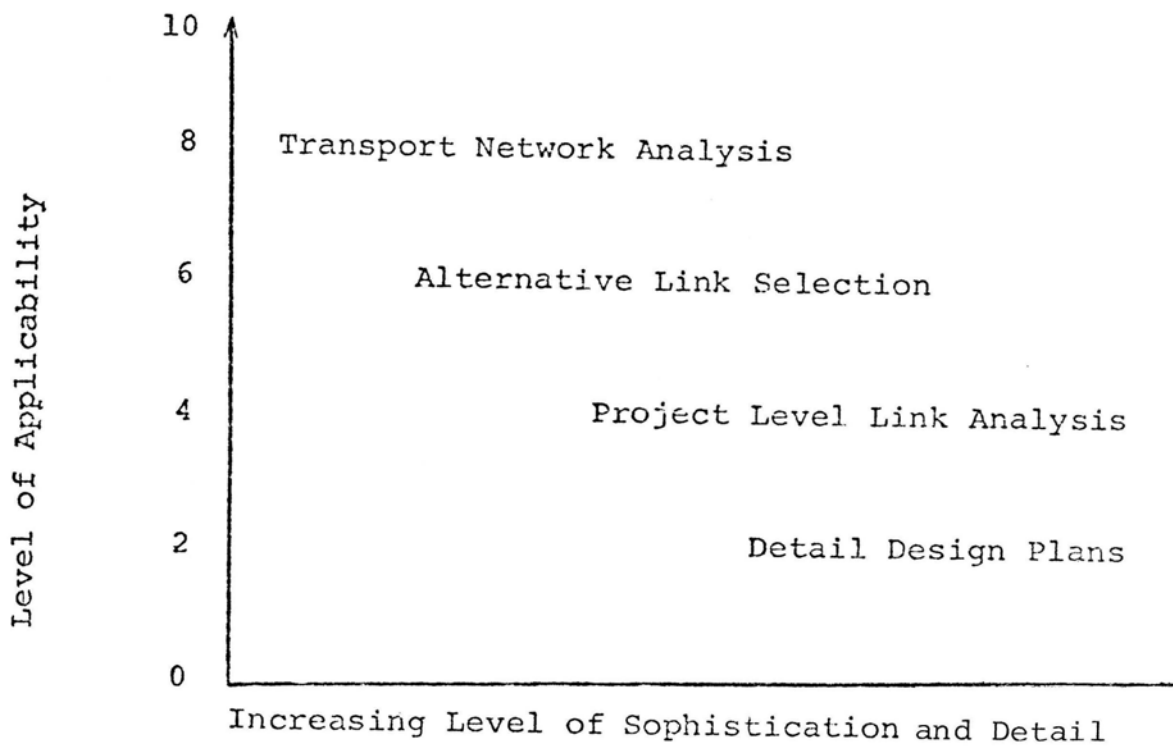 10
8 Transport Network Analysis
6 Alternative Link Selection
Level of Applicability
4 Project Level Link Analysis
2 Detail Design Plans
0
Increasing Level of Sophistication and Detail